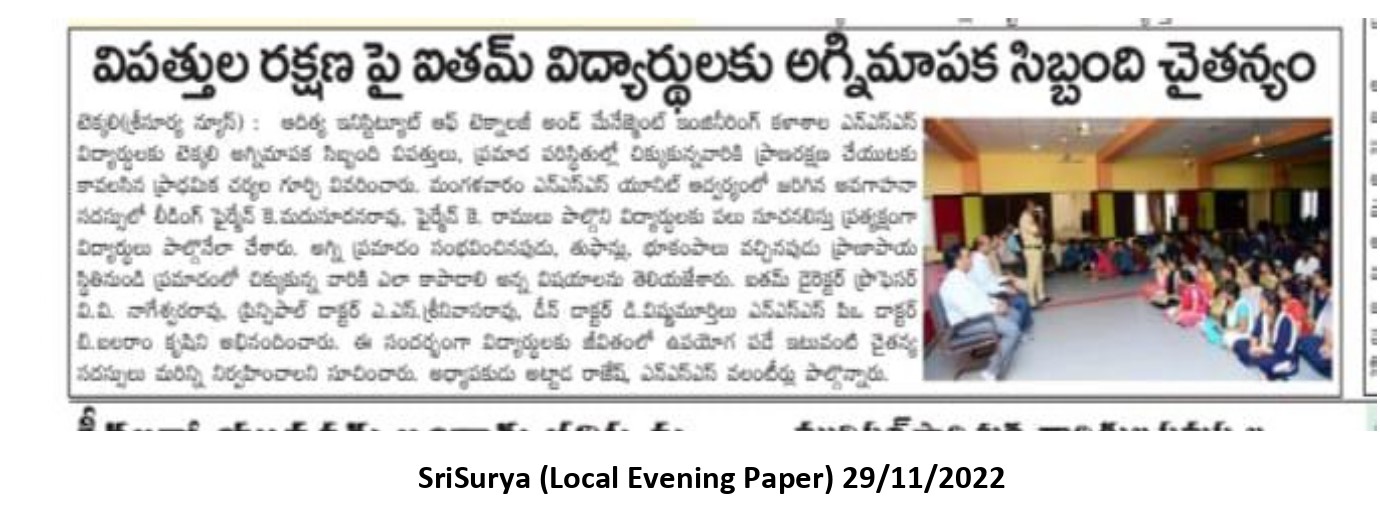 విపత్తుల రక్షణ పై ఐతమ్ విద్యార్థులకు అగ్నిమాపక సిబ్బంది చైతన్యం
టెక్కలి(శ్రీసూర్య న్యూస్) : ఆదిత్య ఇనిస్టిట్యూట్ ఆఫ్ టెక్నాలజీ అండ్ మేనేజ్మెంట్ ఇంజినీరింగ్ కళాశాల ఎన్ఎస్ఎస్
విద్యార్ధులకు టెక్కలి అగ్నిమాపక సిబ్బంది విపత్తులు, ప్రమాద పరిస్థితుల్లో చిక్కుకున్నవారికి ప్రాణరక్షణ చేయుటకు
కావలసిన ప్రాధమిక చర్యల గూర్చి వివరించారు. మంగళవారం ఎన్ఎస్ఎస్ యూనిట్ ఆధ్వర్యంలో జరిగిన అవగాహనా
సదస్సులో లీడింగ్ ఫైర్మేన్ కె.మధుసూదనరావు, ఫైర్మేన్ కె. రాములు పాల్గొని విద్యార్ధులకు పలు సూచనలిస్తు ప్రత్యక్షంగా
విద్యార్ధులు పాల్గొనేలా చేశారు. అగ్ని ప్రమాదం సంభవించినపుడు, తుఫాన్లు, భూకంపాలు వచ్చినపుడు ప్రాణాపాయ
స్థితినుండి ప్రమాదంలో చిక్కుకున్న వారికి ఎలా కాపాడాలి అన్న విషయాలను తెలియజేశారు. ఐతమ్ డైరెక్టర్ ప్రొఫెసర్
వి.వి. నాగేశ్వరరావు, ప్రిన్సిపాల్ డాక్టర్ ఎ.ఎస్.శ్రీనివాసరావు, డీన్ డాక్టర్ డి.విష్ణుమూర్తిలు ఎన్ఎస్ఎస్ పిఒ డాక్టర్
బి.బలరాం కృషిని అభినందించారు. ఈ సందర్భంగా విద్యార్ధులకు జీవితంలో ఉపయోగ పడే ఇటువంటి చైతన్య
సదస్సులు మరిన్ని నిర్వహించాలని సూచించారు. అధ్యాపకుడు అట్టాడ రాజేష్, ఎన్ఎస్ఎస్ వలంటీర్లు పాల్గొన్నారు.
SriSurya (Local Evening Paper) 29/11/2022